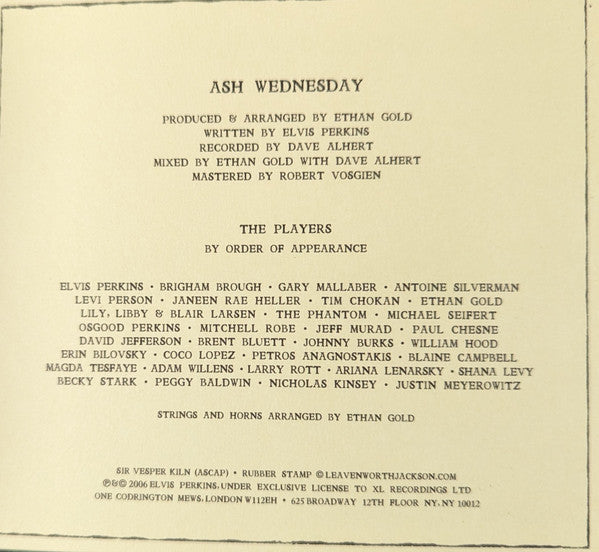 ASH WEDNESDAY
PRODUCED & ARRANGED BY ETHAN GOLD
WRITTEN BY ELVIS PERKINS
RECORDED BY DAVE ALHERT
MIXED BY ETHAN GOLD WITH DAVE ALHERT
MASTERED BY ROBERT VOSGIEN
THE PLAYERS
BY ORDER OF APPEARANCE
ELVIS PERKINS • BRIGHAM BROUGH • GARY MALLABER • ANTOINE SILVERMAN
LEVI PERSON • JANEEN RAE HELLER • TIM CHOKAN • ETHAN GOLD
LILY, LIBBY & BLAIR LARSEN • THE PHANTOM • MICHAEL SEIFERT
OSGOOD PERKINS • MITCHELL ROBE • JEFF MURAD • PAUL CHESNE
DAVID JEFFERSON • BRENT BLUETT • JOHNNY BURKS • WILLIAM HOOD
ERIN BILOVSKY • COCO LOPEZ • PETROS ANAGNOSTAKIS • BLAINE CAMPBELL
MAGDA TESFAYE • ADAM WILLENS • LARRY ROTT • ARIANA LENARSKY • SHANA LEVY
BECKY STARK • PEGGY BALDWIN • NICHOLAS KINSEY • JUSTIN MEYEROWITZ
STRINGS AND HORNS ARRANGED BY ETHAN GOLD
SIR VESPER KILN (ASCAP) • RUBBER STAMP © LEAVENWORTHJACKSON.COM
℗&© 2006 ELVIS PERKINS, UNDER EXCLUSIVE LICENSE TO XL RECORDINGS LTD
ONE CODRINGTON MEWS, LONDON W112EH • 625 BROADWAY 12TH FLOOR NY, NY 10012